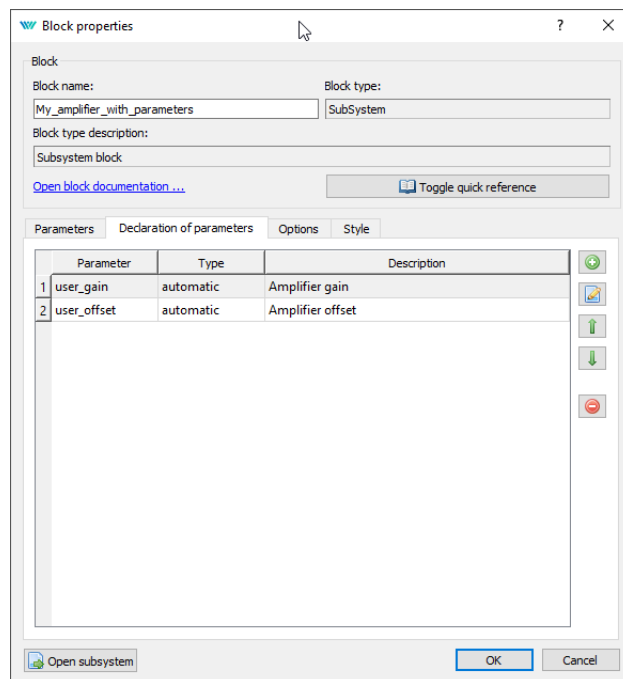 Block properties
?
Block
Block name:
Block type:
My_amplifier_with_parameters
SubSystem
Block type description:
Subsystem block
Open block documentation ...
Toggle quick reference
Parameters Declaration of parameters Options Style
Parameter Type Description
1 user_gain automatic Amplifier gain
2 user_offset automatic Amplifier offset
Open subsystem
OK
Cancel